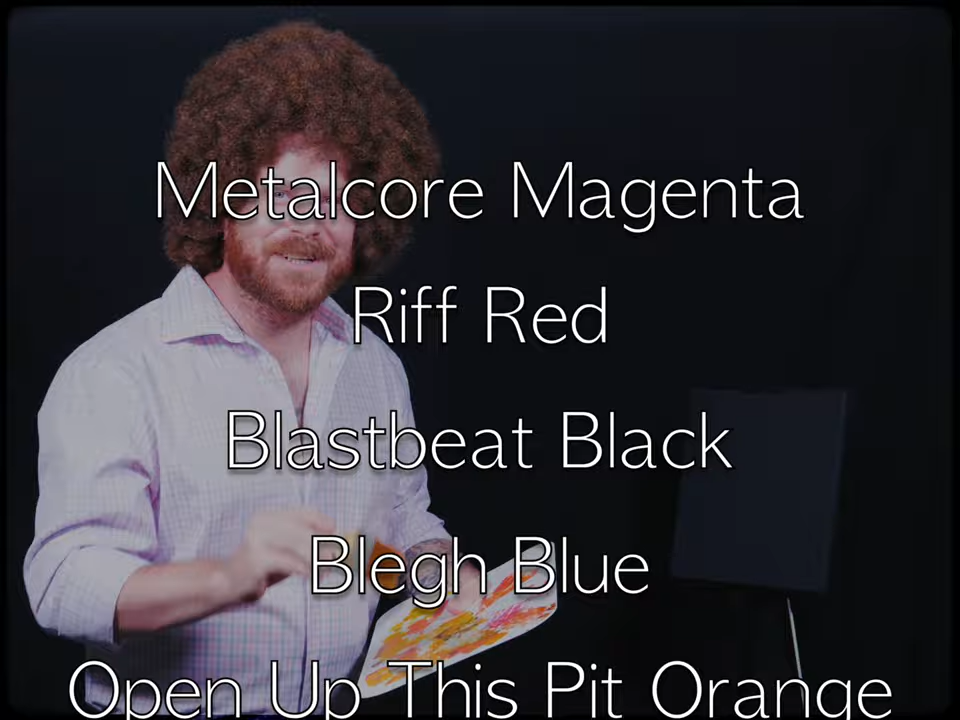 Metalcore Magenta
Riff Red
Blastbeat Black
Blegh Blue
Open Up This Pit Orange